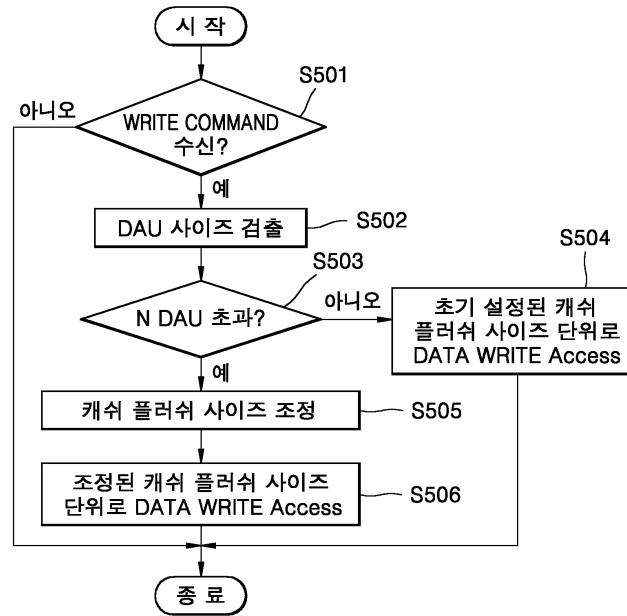 시 작
S501
아니오
WRITE COMMAND
수신?
예
DAU 사이즈 검출
S502
S503
N DAU 초과?
아니오
S504
초기 설정된 캐쉬
플러쉬 사이즈 단위로
DATA WRITE Access
예
캐쉬 플러쉬 사이즈 조정
S505
조정된 캐쉬 플러쉬 사이즈
단위로 DATA WRITE Access
S506
종 료